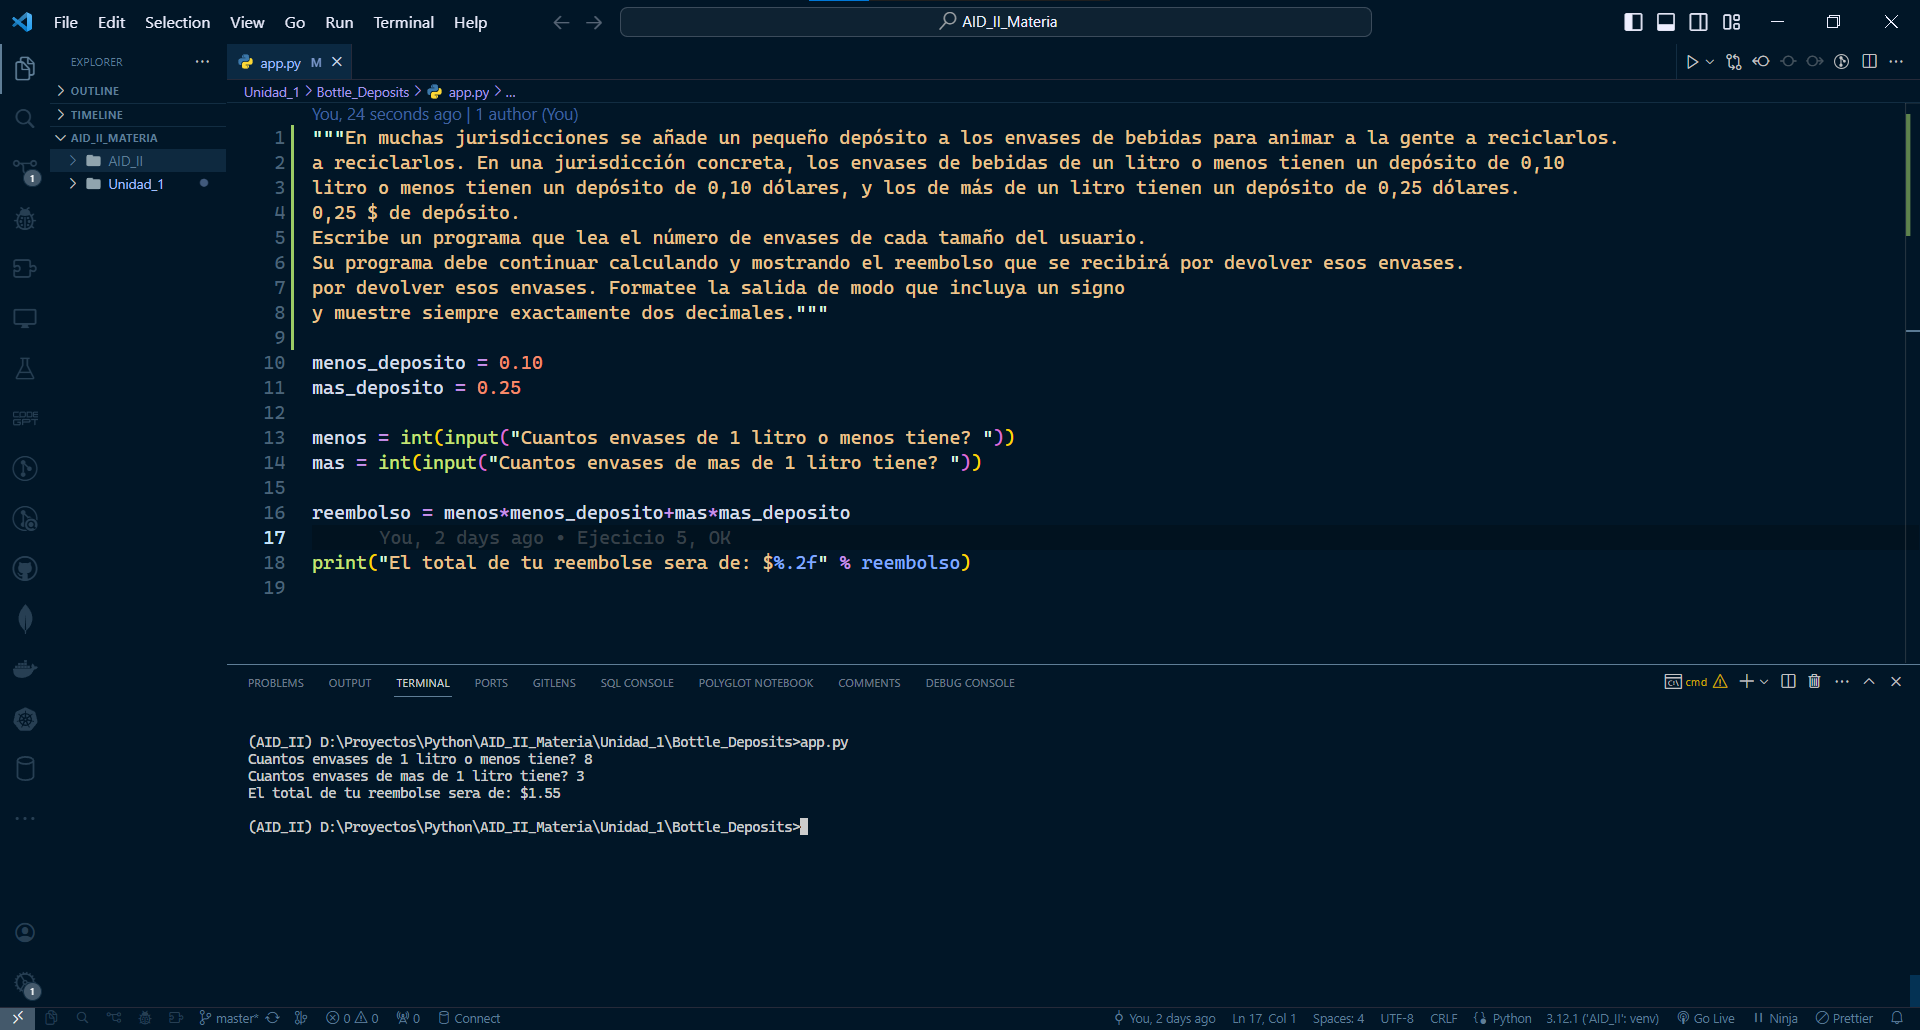 File Edit Selection View Go Run Terminal Help
AID_II_Materia
EXPLORER
OUTLINE
TIMELINE
AID_II_MATERIA
AID_II
Unidad_1
1
CODE GPT
1
app.py M
Unidad_1 > Bottle_Deposits > app.py > ...
You, 24 seconds ago | 1 author (You)
1 """En muchas jurisdicciones se añade un pequeño depósito a los envases de bebidas para animar a la gente a reciclarlos.
2 a reciclarlos. En una jurisdicción concreta, los envases de bebidas de un litro o menos tienen un depósito de 0,10
3 litro o menos tienen un depósito de 0,10 dólares, y los de más de un litro tienen un depósito de 0,25 dólares.
4 0,25 $ de depósito.
5 Escribe un programa que lea el número de envases de cada tamaño del usuario.
6 Su programa debe continuar calculando y mostrando el reembolso que se recibirá por devolver esos envases.
7 por devolver esos envases. Formatee la salida de modo que incluya un signo
8 y muestre siempre exactamente dos decimales."""
9
10 menos_deposito = 0.10
11 mas_deposito = 0.25
12
13 menos = int(input("Cuantos envases de 1 litro o menos tiene? "))
14 mas = int(input("Cuantos envases de mas de 1 litro tiene? "))
15
16 reembolso = menos*menos_deposito+mas*mas_deposito
17 You, 2 days ago • Ejecicio 5, OK
18 print("El total de tu reembolse sera de: $%.2f" % reembolso)
19
PROBLEMS OUTPUT TERMINAL PORTS GITLENS SQL CONSOLE POLYGLOT NOTEBOOK COMMENTS DEBUG CONSOLE
cmd
(AID_II) D:\Proyectos\Python\AID_II_Materia\Unidad_1\Bottle_Deposits>app.py
Cuantos envases de 1 litro o menos tiene? 8
Cuantos envases de mas de 1 litro tiene? 3
El total de tu reembolse sera de: $1.55
(AID_II) D:\Proyectos\Python\AID_II_Materia\Unidad_1\Bottle_Deposits>
master* 0 0 0 Connect You, 2 days ago Ln 17, Col 1 Spaces: 4 UTF-8 CRLF Python 3.12.1 ('AID_II': venv) Go Live Ninja Prettier